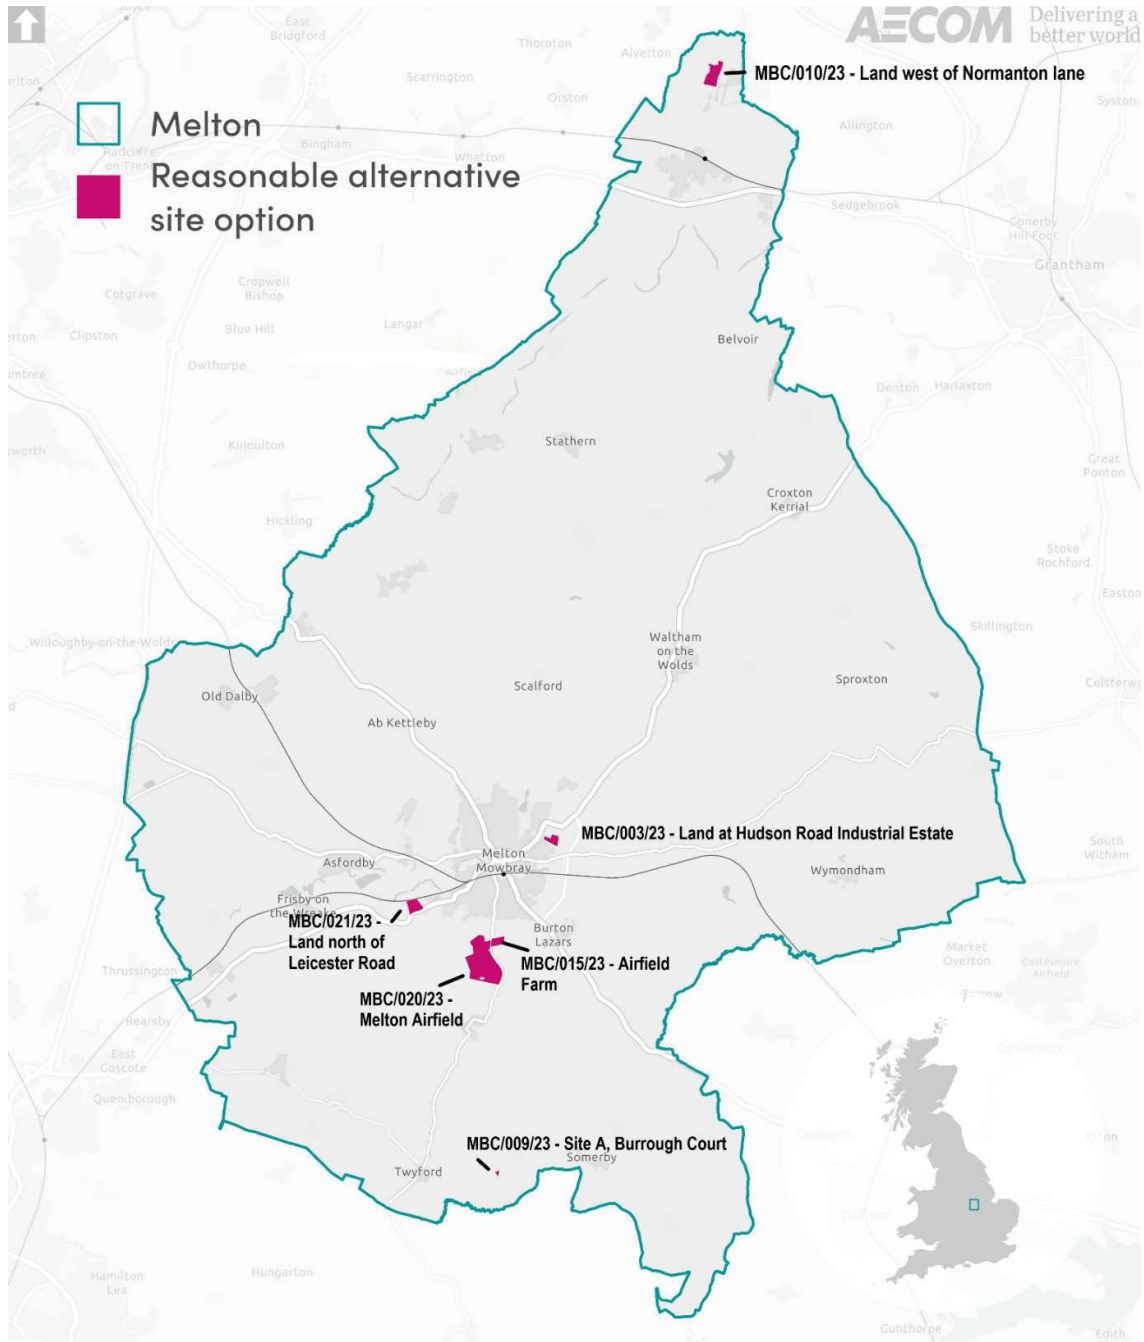 AECOM
Delivering a
better world
East
Bridgford
Thoroton
Alverton
MBC/010/23 - Land west of Normanton lane
Scarrington
Orston
Syston
Melton
Allington
Radcliffe
on Trent
Bingham
Whatton
Reasonable alternative
site option
Sedgebrook
Gonerby
Hill Foot
Grantham
Cotgrave
Cropwell
Bishop
Clipston
Blue Hill
Langar
Belvoir
Owthorpe
Denton
Harlaxton
Kinoulton
Stathern
Great
Ponton
Croxton
Kerrial
Hickling
Stoke
Rochford
Easton
Skillington
Willoughby-on-the-Wolds
Waltham
on the
Wolds
Old Dalby
Scalford
Sproxton
Ab Kettleby
MBC/003/23 - Land at Hudson Road Industrial Estate
South
Witham
Melton
Mowbray
Asfordby
Wymondham
Frisby on
the Wreake
MBC/021/23 -
Land north of
Leicester Road
Burton
Lazars
MBC/015/23 - Airfield
Farm
Market
Overton
Cottesmore
Airfield
Thrussington
MBC/020/23 -
Melton Airfield
Rearsby
East
Goscote
Queniborough
MBC/009/23 - Site A, Burrough Court
Somerby
Twyford
Hamilton
Lea
Hungarton
Gunthorpe
Edith